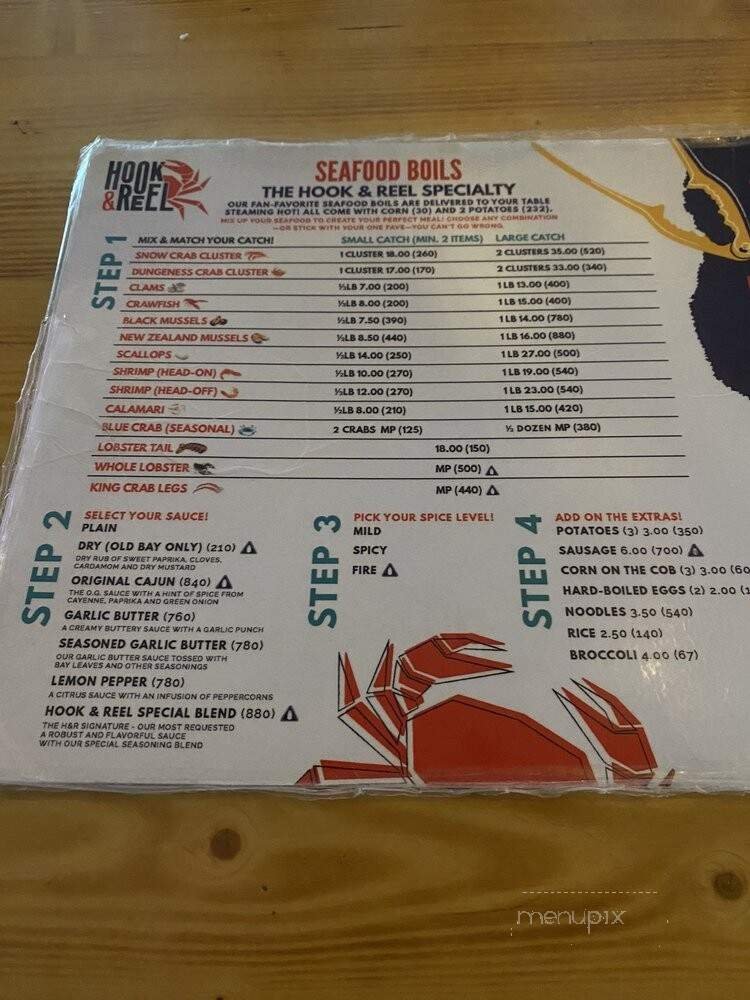 HOOK & REEL
SEAFOOD BOILS
THE HOOK & REEL SPECIALTY
OUR FAN-FAVORITE SEAFOOD BOILS ARE DELIVERED TO YOUR TABLE
STEAMING HOT! ALL COME WITH CORN (30) AND 2 POTATOES (232).
MIX UP YOUR SEAFOOD TO CREATE YOUR PERFECT MEAL! CHOOSE ANY COMBINATION
—OR STICK WITH YOUR ONE FAVE—YOU CAN'T GO WRONG.
STEP 1
MIX & MATCH YOUR CATCH! SMALL CATCH (MIN. 2 ITEMS) LARGE CATCH
SNOW CRAB CLUSTER 1 CLUSTER 18.00 (260) 2 CLUSTERS 35.00 (520)
DUNGENESS CRAB CLUSTER 1 CLUSTER 17.00 (170) 2 CLUSTERS 33.00 (340)
CLAMS ½LB 7.00 (200) 1 LB 13.00 (400)
CRAWFISH ½LB 8.00 (200) 1 LB 15.00 (400)
BLACK MUSSELS ½LB 7.50 (390) 1 LB 14.00 (780)
NEW ZEALAND MUSSELS ½LB 8.50 (440) 1 LB 16.00 (880)
SCALLOPS ½LB 14.00 (250) 1 LB 27.00 (500)
SHRIMP (HEAD-ON) ½LB 10.00 (270) 1 LB 19.00 (540)
SHRIMP (HEAD-OFF) ½LB 12.00 (270) 1 LB 23.00 (540)
CALAMARI ½LB 8.00 (210) 1 LB 15.00 (420)
BLUE CRAB (SEASONAL) 2 CRABS MP (125) ½ DOZEN MP (380)
LOBSTER TAIL 18.00 (150)
WHOLE LOBSTER MP (500)
KING CRAB LEGS MP (440)
STEP 2
SELECT YOUR SAUCE!
PLAIN
DRY (OLD BAY ONLY) (210)
DRY RUB OF SWEET PAPRIKA, CLOVES,
CARDAMOM AND DRY MUSTARD
ORIGINAL CAJUN (840)
THE O.G. SAUCE WITH A HINT OF SPICE FROM
CAYENNE, PAPRIKA AND GREEN ONION
GARLIC BUTTER (760)
A CREAMY BUTTERY SAUCE WITH A GARLIC PUNCH
SEASONED GARLIC BUTTER (780)
OUR GARLIC BUTTER SAUCE TOSSED WITH
BAY LEAVES AND OTHER SEASONINGS
LEMON PEPPER (780)
A CITRUS SAUCE WITH AN INFUSION OF PEPPERCORNS
HOOK & REEL SPECIAL BLEND (880)
THE H&R SIGNATURE - OUR MOST REQUESTED
A ROBUST AND FLAVORFUL SAUCE
WITH OUR SPECIAL SEASONING BLEND
STEP 3
PICK YOUR SPICE LEVEL!
MILD
SPICY
FIRE
STEP 4
ADD ON THE EXTRAS!
POTATOES (3) 3.00 (350)
SAUSAGE 6.00 (700)
CORN ON THE COB (3) 3.00 (60
HARD-BOILED EGGS (2) 2.00 (1
NOODLES 3.50 (540)
RICE 2.50 (140)
BROCCOLI 4.00 (67)
menupix